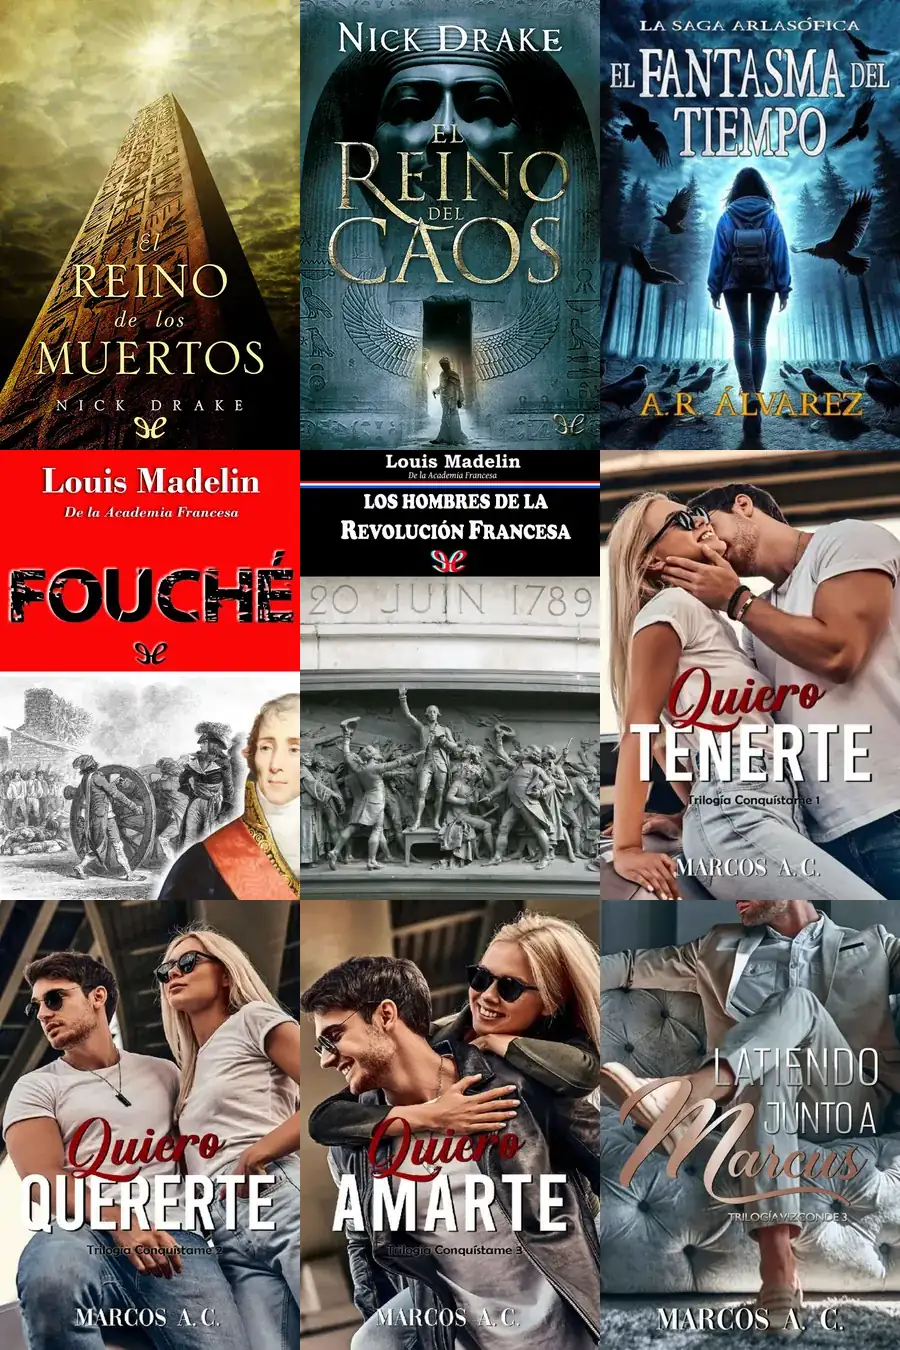 El
REINO
de los
MUERTOS
NICK DRAKE
NICK DRAKE
EL
REINO
DEL
CAOS
LA SAGA ARLASÓFICA
EL FANTASMA DEL
TIEMPO
A.R. ÁLVAREZ
Louis Madelin
De la Academia Francesa
FOUCHÉ
Louis Madelin
De la Academia Francesa
LOS HOMBRES DE LA
REVOLUCIÓN FRANCESA
20 JUIN 1789
Quiero
TENERTE
Trilogía Conquístame 1
MARCOS A. C.
Quiero
QUERERTE
Trilogía Conquístame 2
MARCOS A. C.
Quiero
AMARTE
Trilogía Conquístame 3
MARCOS A. C.
LATIENDO
JUNTO A
Marcus
TRILOGÍA VIZCONDE 3
MARCOS A. C.